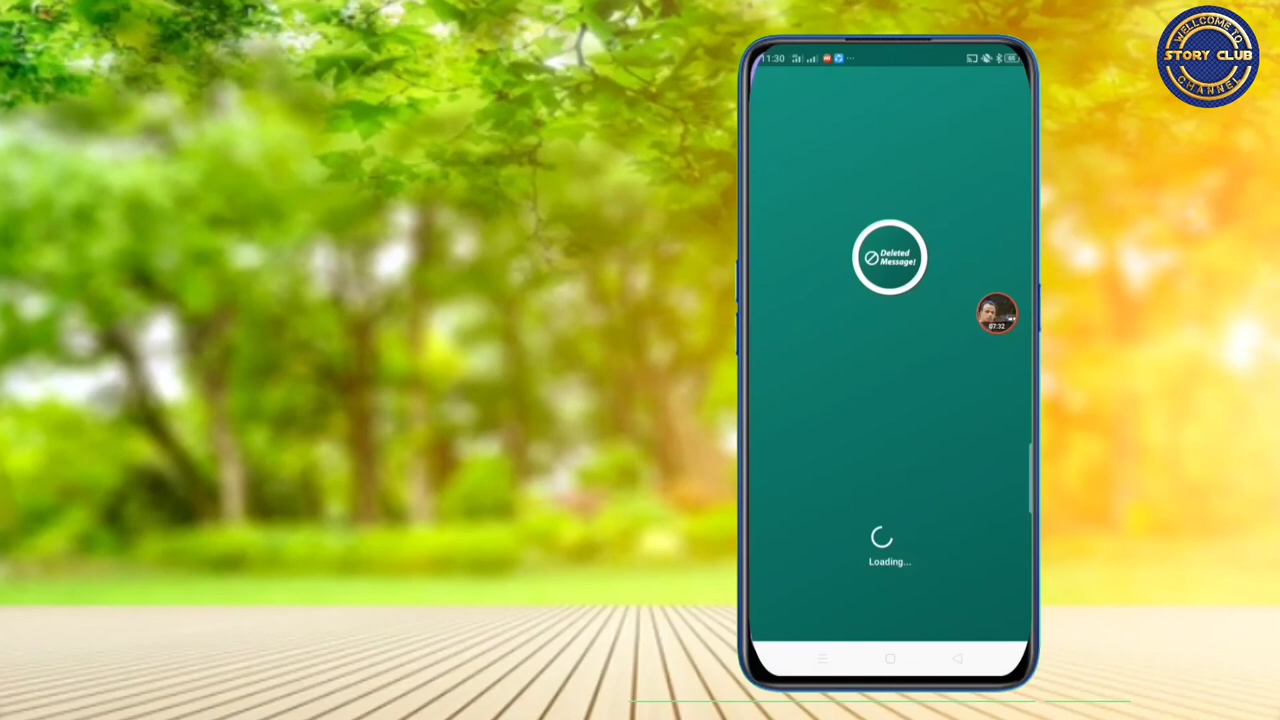 WELLCOME TO
STORY CLUB
CHANNEL
11:30
Deleted
Message!
07:32
Loading...